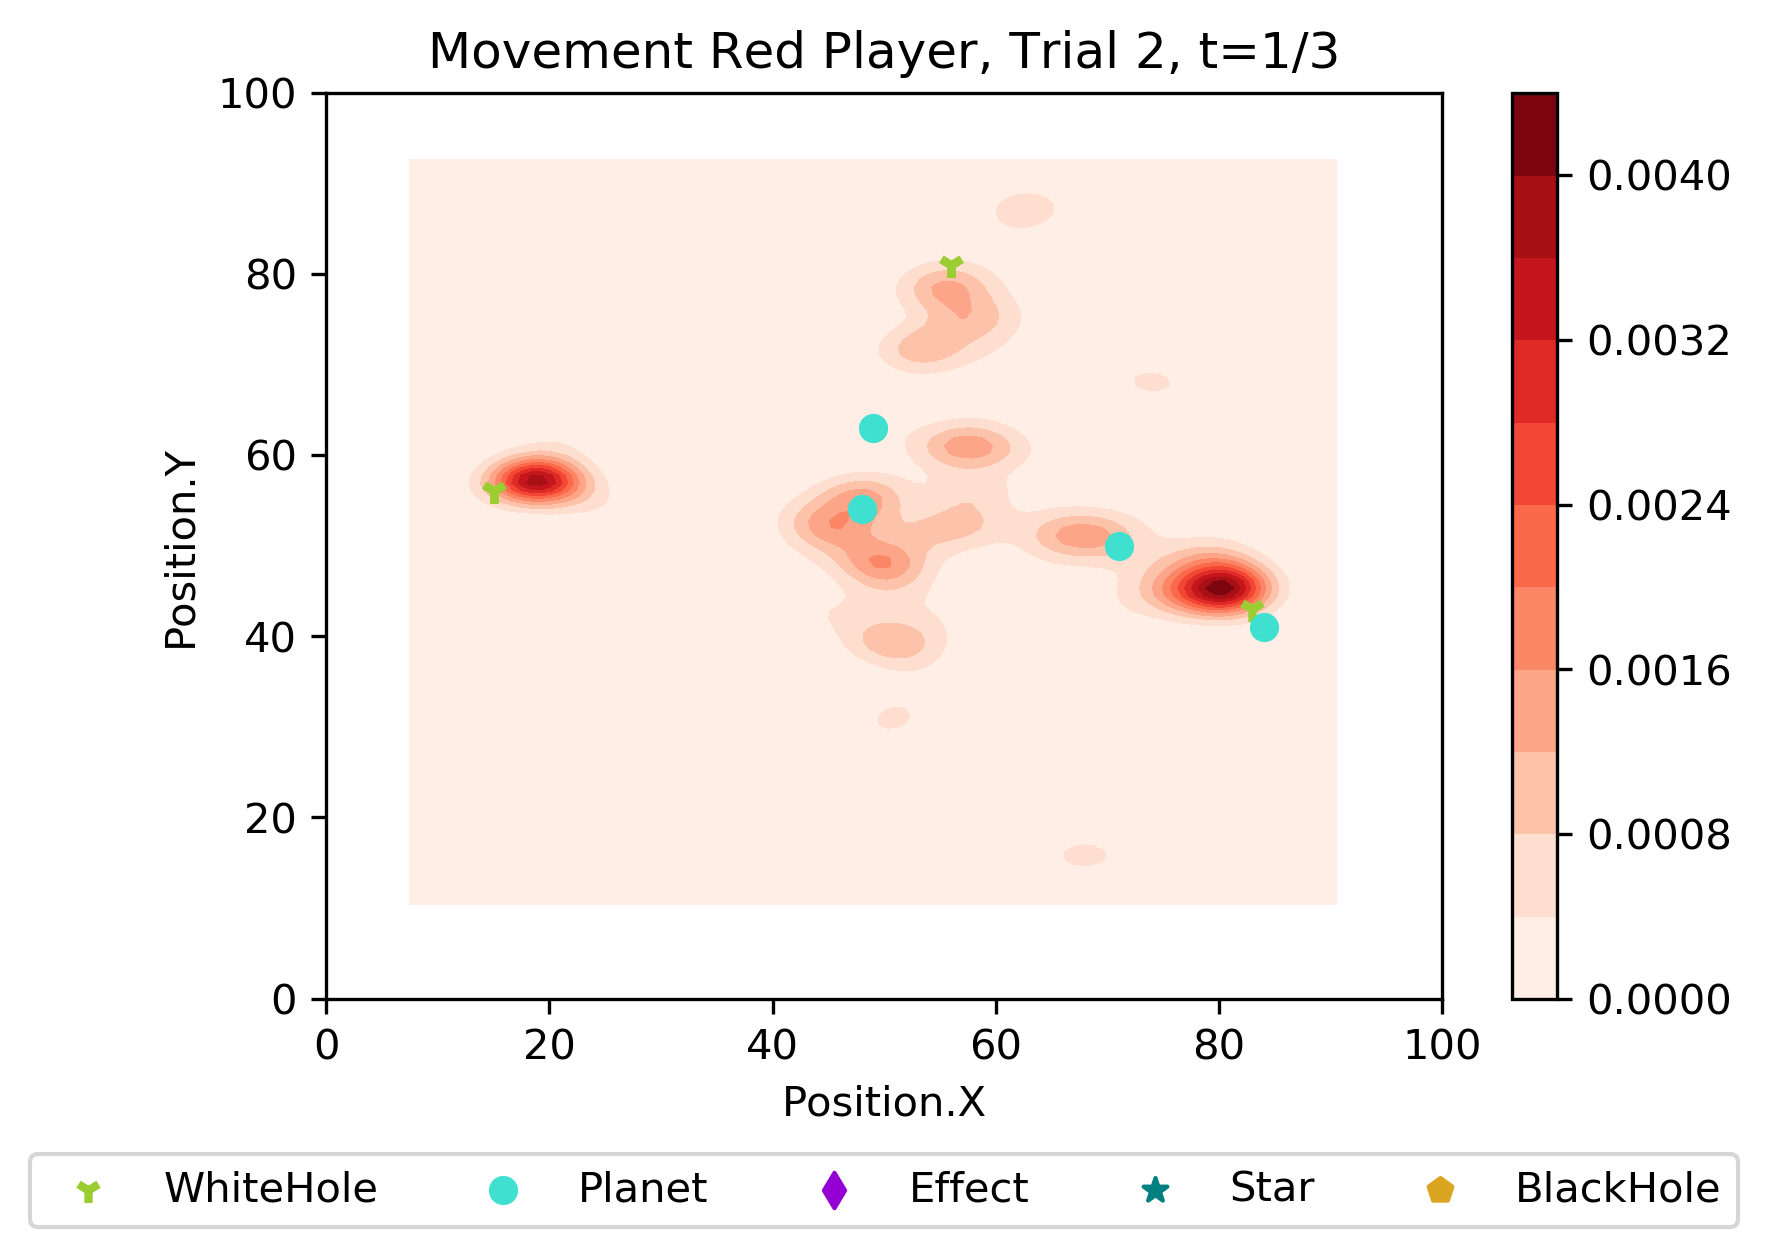 Movement Red Player, Trial 2, t=1/3
100
80
60
40
20
0
Position.Y
0 20 40 60 80 100
Position.X
0.0040
0.0032
0.0024
0.0016
0.0008
0.0000
WhiteHole Planet Effect Star BlackHole